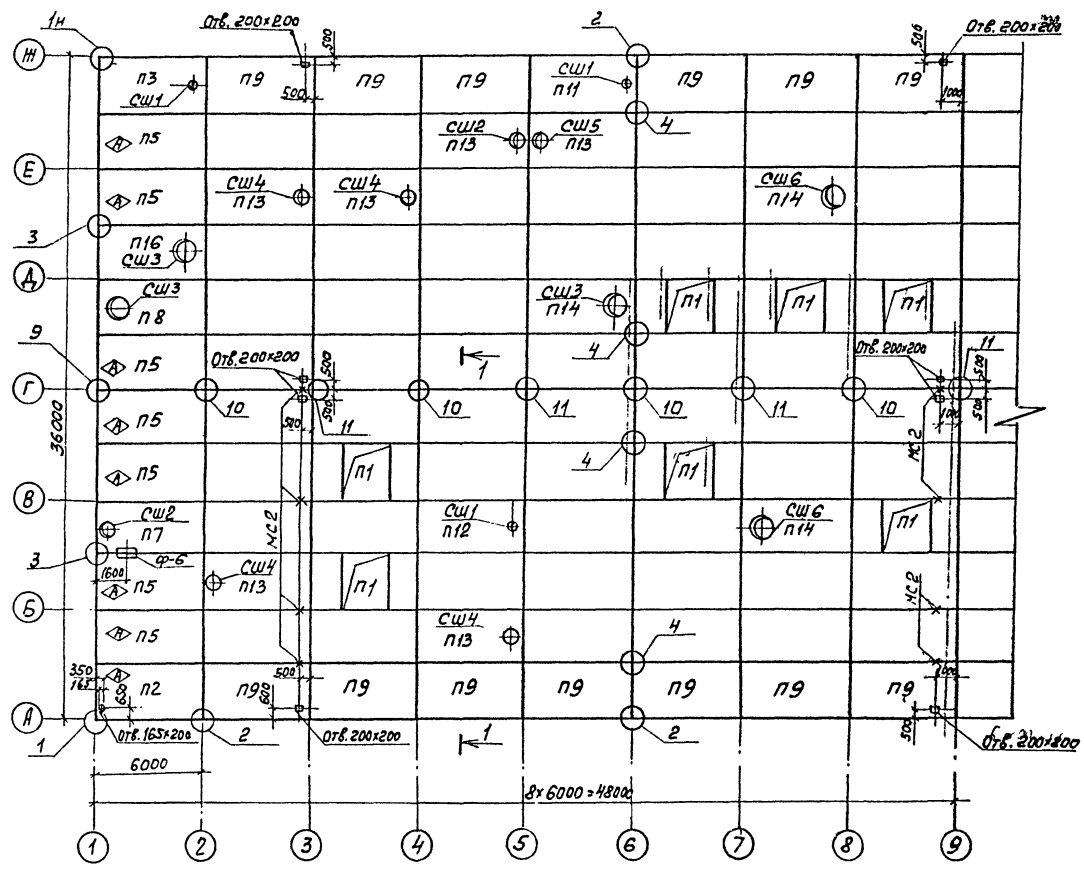 1н
Отв. 200×200
500
2
500
Отв. 200×200
Ж
п3
СШ1
п9
500
п9
п9
СШ1
п11
п9
п9
п9
1000
4
А п5
СШ2
п13
СШ5
п13
Е
А п5
СШ4
п13
СШ4
п13
СШ6
п14
3
п16
СШ3
Д
СШ3
п8
СШ3
п14
п1
п1
п1
9
А п5
Отв. 200×200
500
1
4
Отв. 200×200
11
500
Г
10
500
500
11
10
11
10
11
10
1000
500
36000
А п5
МС2
А п5
п1
4
п1
МС2
В
СШ2
п7
СШ1
п12
СШ6
п14
п1
МС2
3
1600
ф-6
СШ4
п13
п1
А п5
Б
МС2
А п5
СШ4
п13
4
350
165
А
п2
650
п9
600
500
п9
п9
п9
п9
п9
п9
500
А
1
Отв. 165×200
2
Отв. 200×200
1
2
Отв. 200×200
6000
8×6000=48000
1
2
3
4
5
6
7
8
9